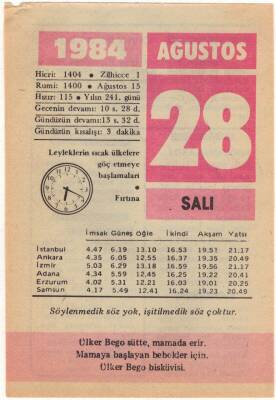 1984 AĞUSTOS
Hicri: 1404 • Zilhicce 1
Rumi: 1400 • Ağustos 15
Hızır: 115 • Yılın 241. günü
Gecenin devamı: 10 s. 28 d.
Gündüzün devamı:13 s. 32 d.
Gündüzün kısalışı: 3 dakika
28
SALI
Leyleklerin sıcak ülkelere
göç etmeye
başlamaları
•
Fırtına
İmsak Güneş Öğle İkindi Akşam Yatsı
İstanbul 4.47 6.19 13.10 16.53 19.51 21.17
Ankara 4.35 6.05 12.55 16.37 19.35 20.49
İzmir 5.03 6.29 13.18 16.59 19.56 21.17
Adana 4.34 5.59 12.45 16.25 19.22 20.41
Erzurum 4.02 5.31 12.21 16.03 19.01 20.25
Samsun 4.17 5.49 12.41 16.24 19.23 20.49
Söylenmedik söz yok, işitilmedik söz çoktur.
Ülker Bego sütte, mamada erir.
Mamaya başlayan bebekler için.
Ülker Bego bisküvisi.